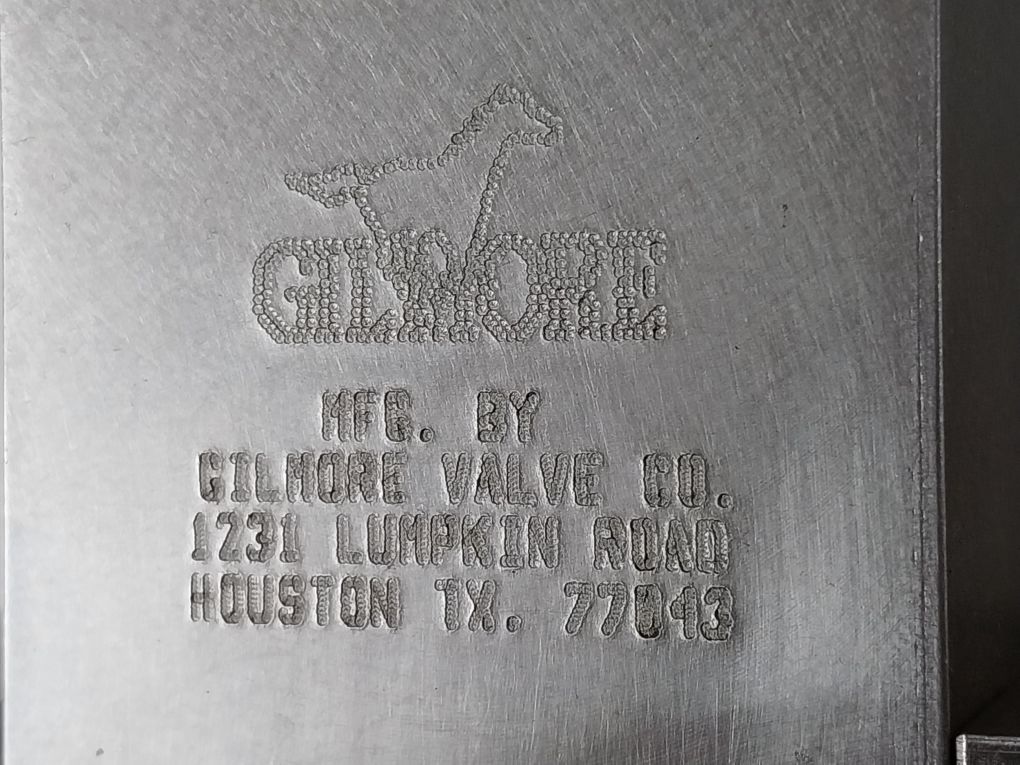 GILMORE
MFG. BY
GILMORE VALVE CO.
1231 LUMPKIN ROAD
HOUSTON TX. 77043